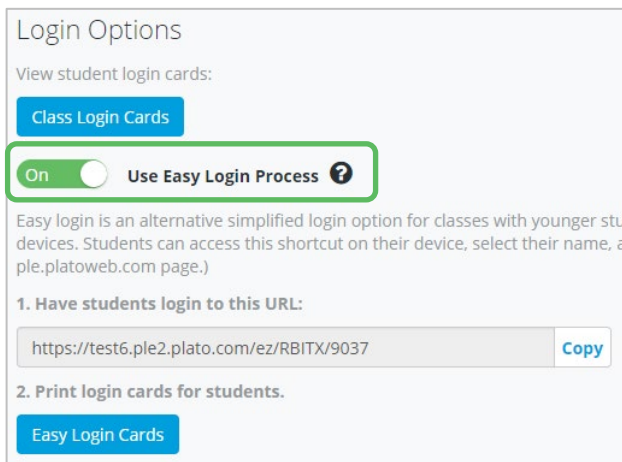 Login Options
View student login cards:
Class Login Cards
On Use Easy Login Process ?
Easy login is an alternative simplified login option for classes with younger
devices. Students can access this shortcut on their device, select their name,
ple.platoweb.com page.)
1. Have students login to this URL:
https://test6.ple2.plato.com/ez/RBITX/9037 Copy
2. Print login cards for students.
Easy Login Cards